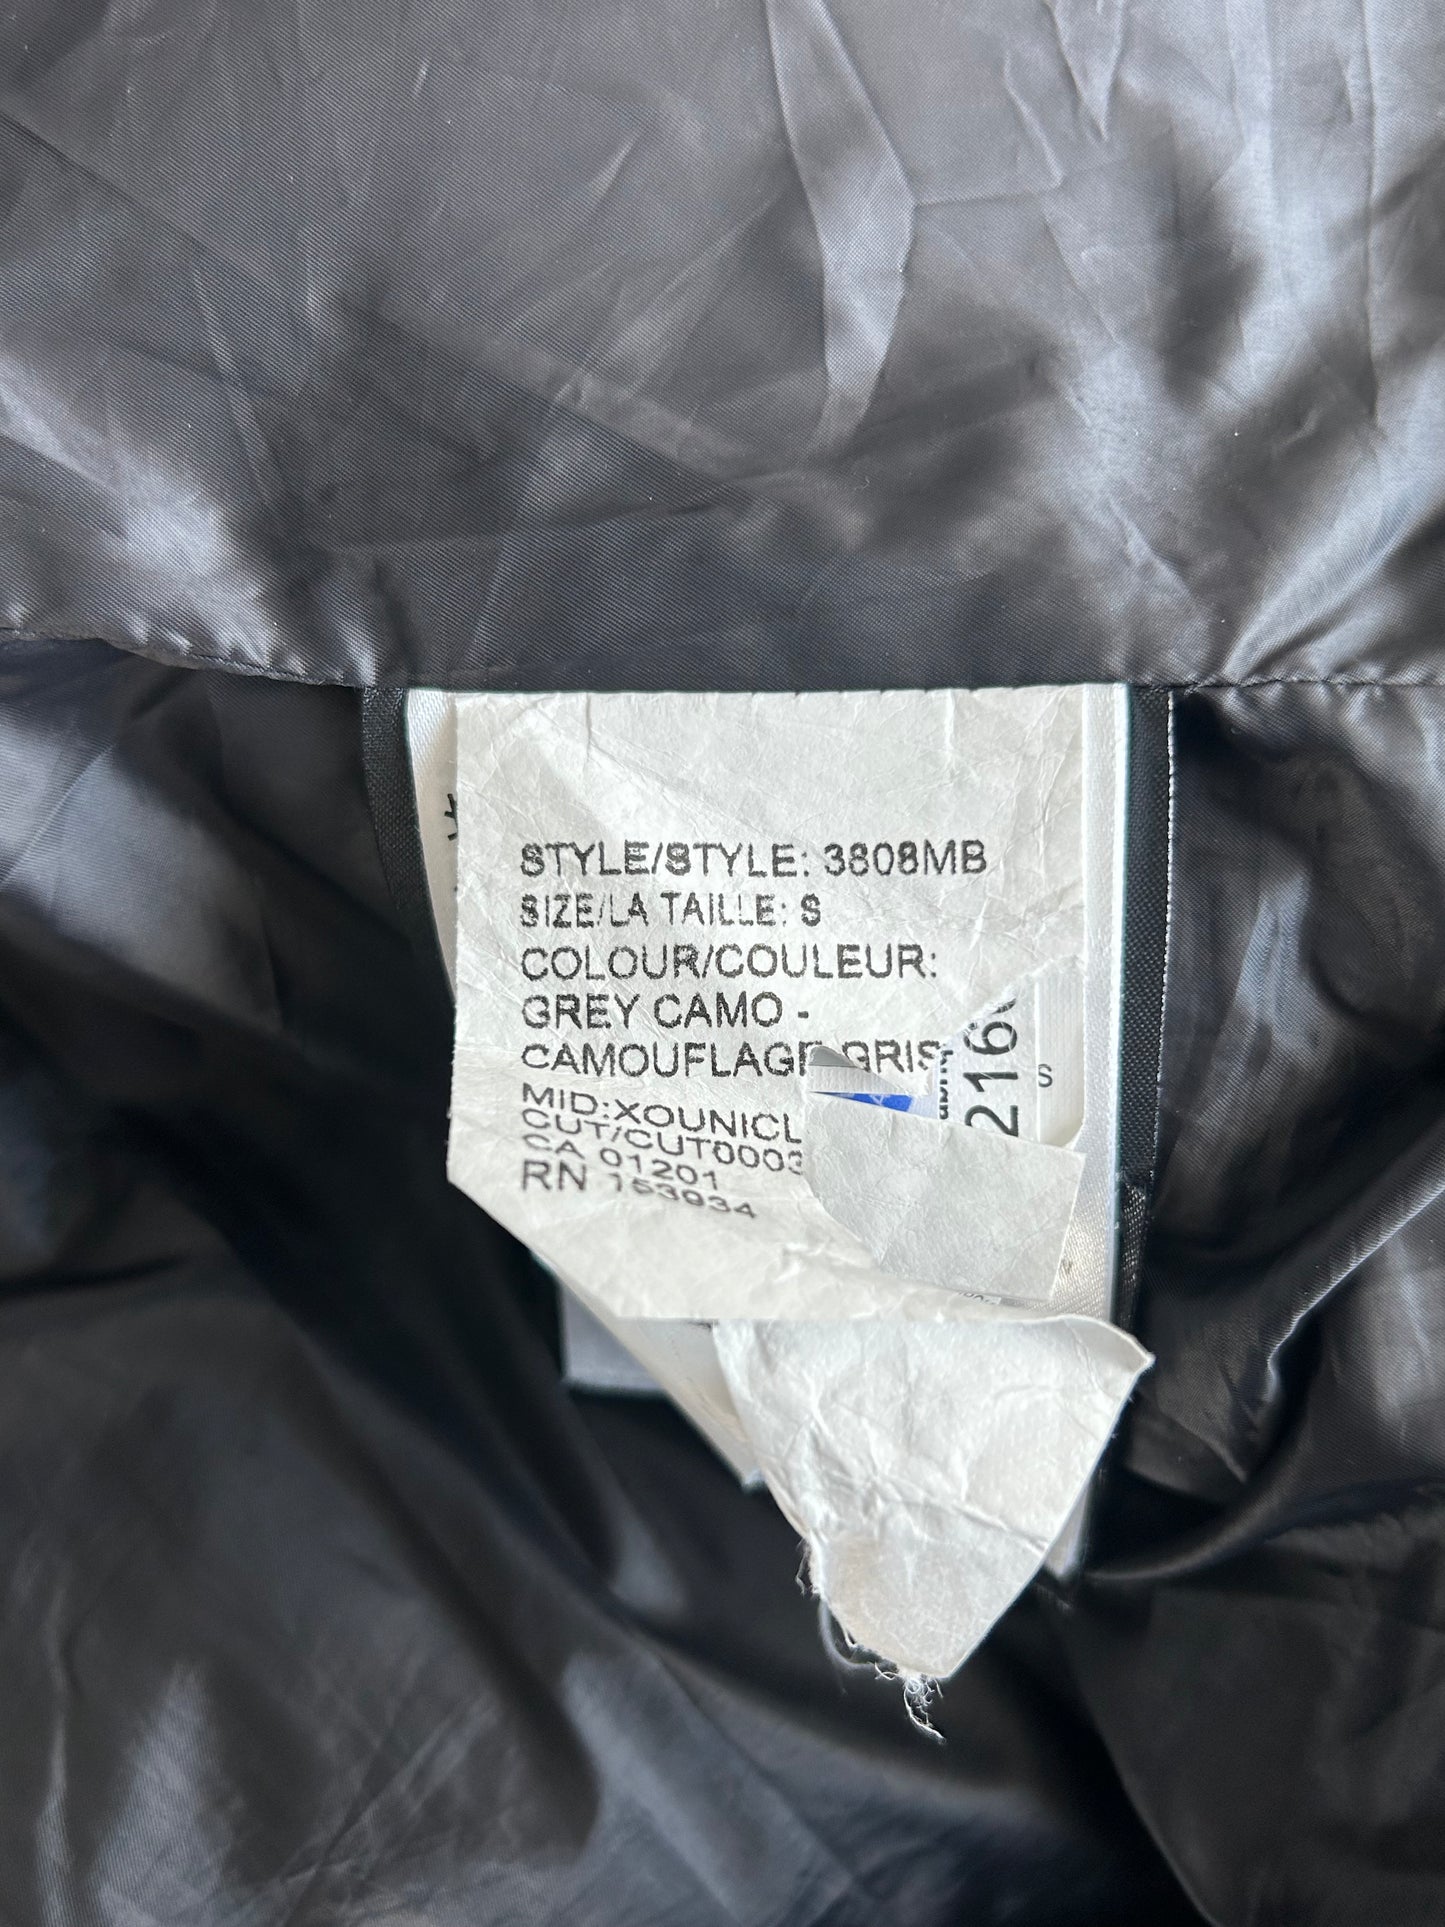 STYLE/STYLE: 3808MB
SIZE/LA TAILLE: S
COLOUR/COULEUR:
GREY CAMO -
CAMOUFLAGE GRIS
MID:XOUNICL
CUT/CUT0003
CA 01201
RN 153934
2160
S